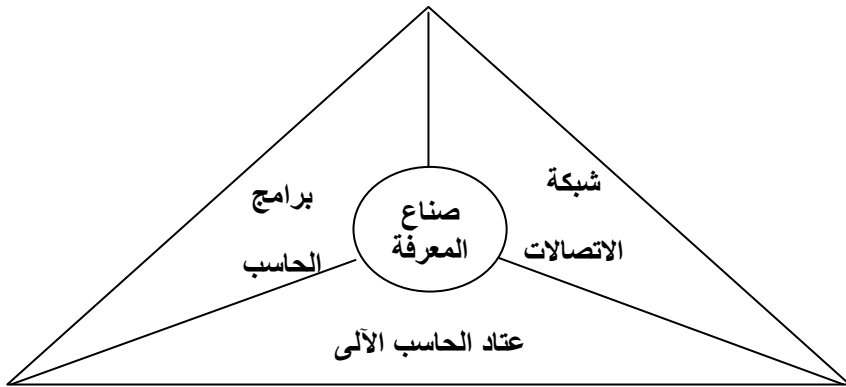 شبكة
الاتصالات
صناع
المعرفة
برامج
الحاسب
عتاد الحاسب الآلى